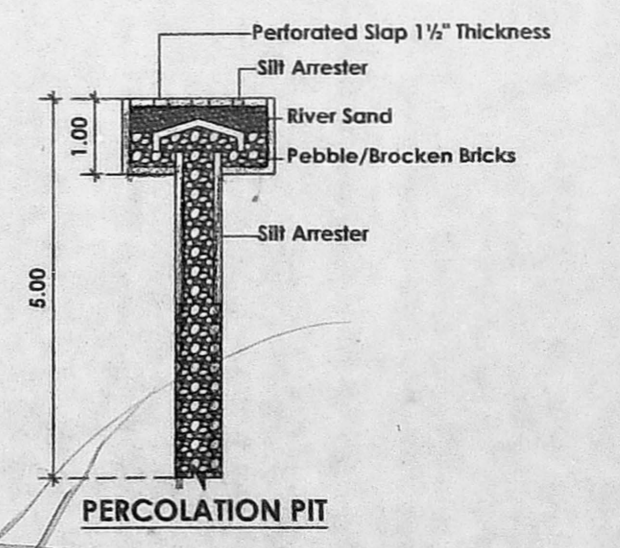 Perforated Slap 1½" Thickness
Silt Arrester
River Sand
1.00
Pebble/Brocken Bricks
Silt Arrester
5.00
PERCOLATION PIT